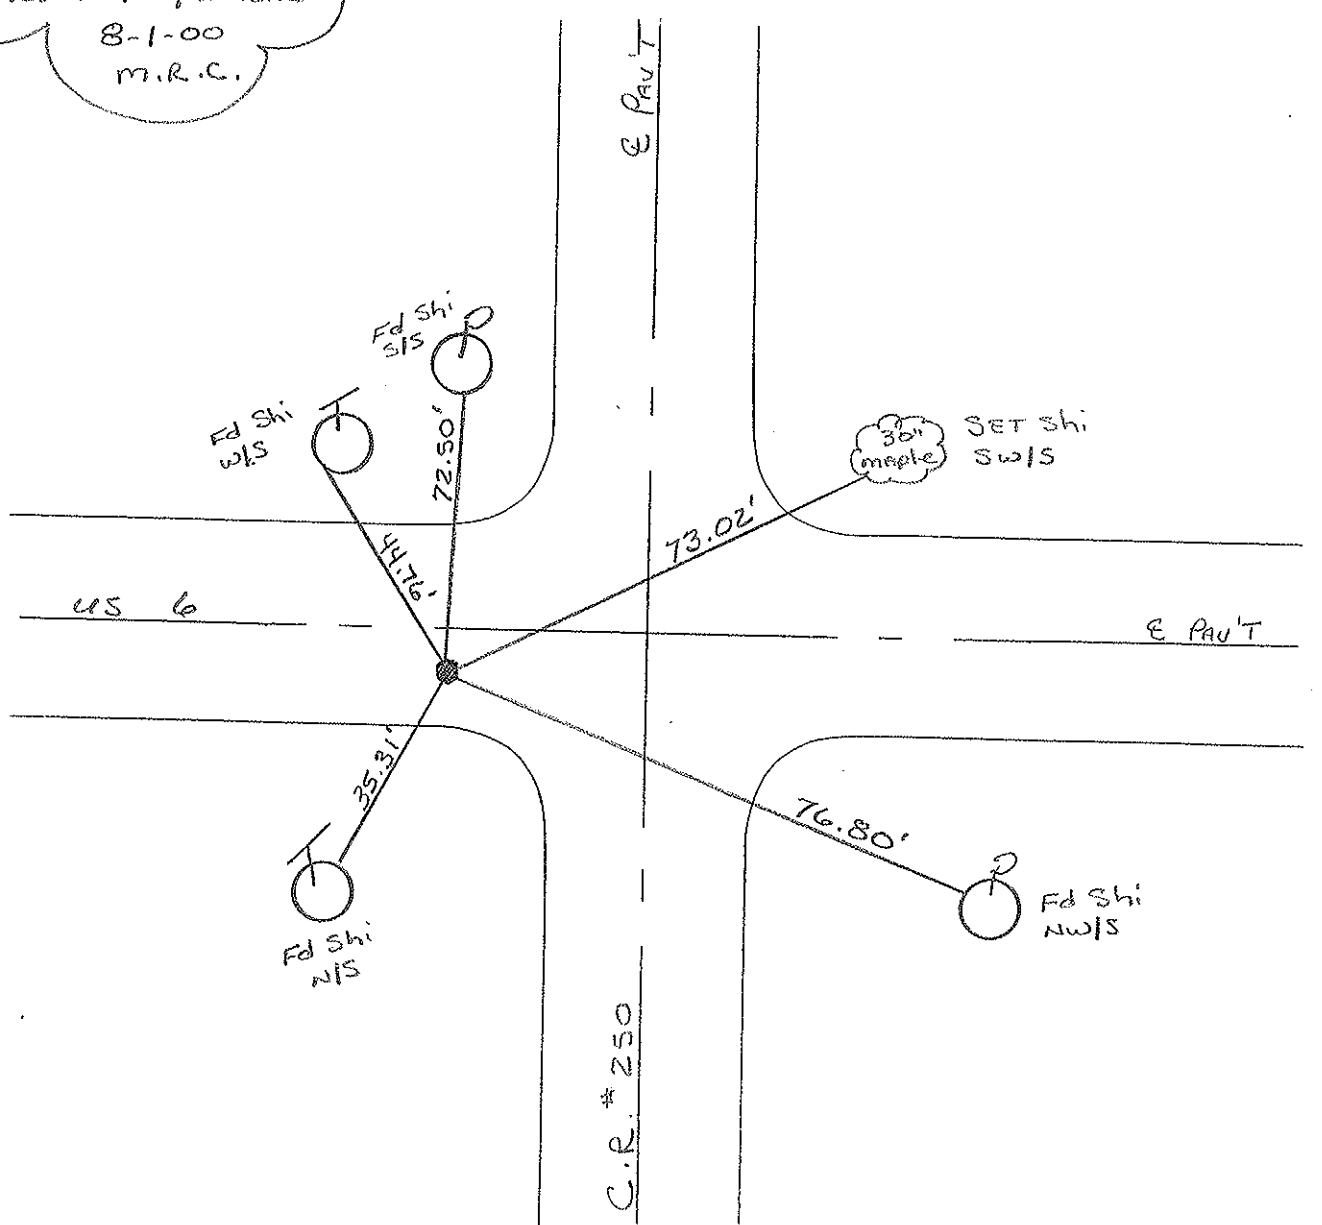 8-1-00
M.R.C.
℄ PAV'T
Fd Shi
S/S
Fd Shi
W/S
72.50'
30"
maple
SET Shi
SW/S
44.76'
73.02'
US 6
℄ PAV'T
35.31'
76.80'
Fd Shi
NW/S
Fd Shi
N/S
C.R. #250